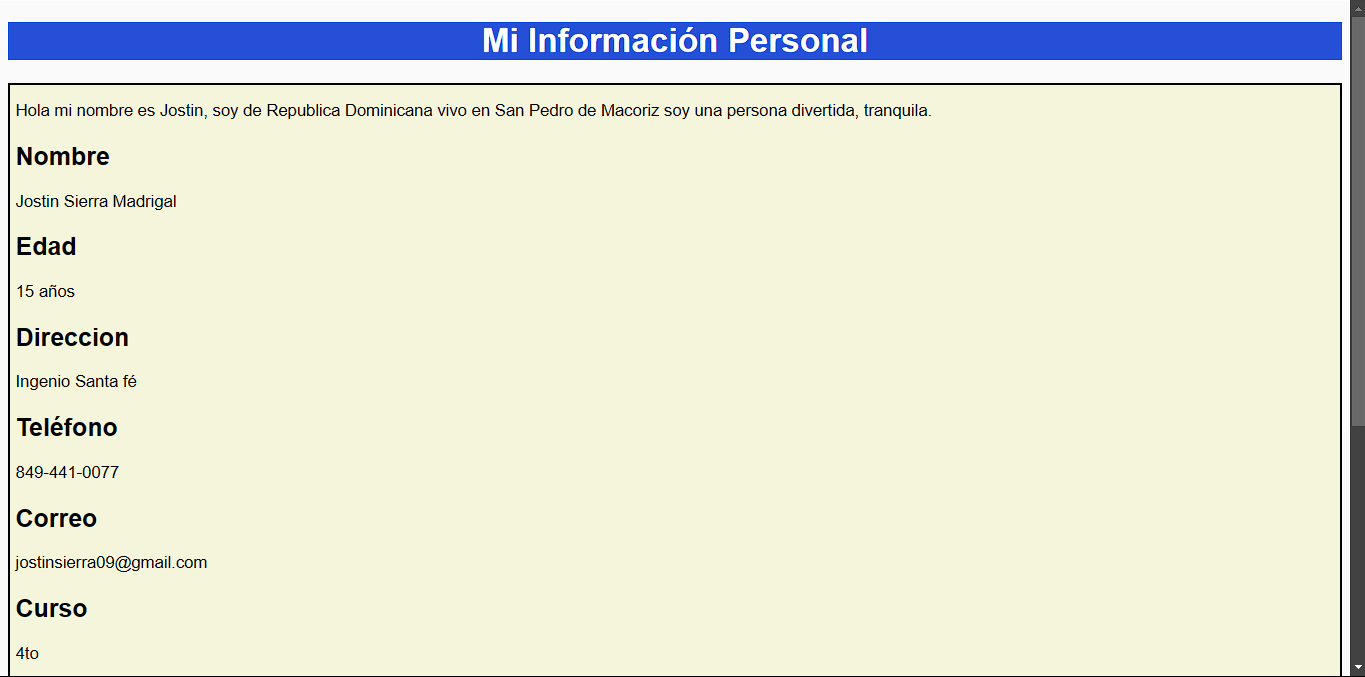 Mi Información Personal
Hola mi nombre es Jostin, soy de Republica Dominicana vivo en San Pedro de Macoriz soy una persona divertida, tranquila.
Nombre
Jostin Sierra Madrigal
Edad
15 años
Direccion
Ingenio Santa fé
Teléfono
849-441-0077
Correo
jostinsierra09@gmail.com
Curso
4to